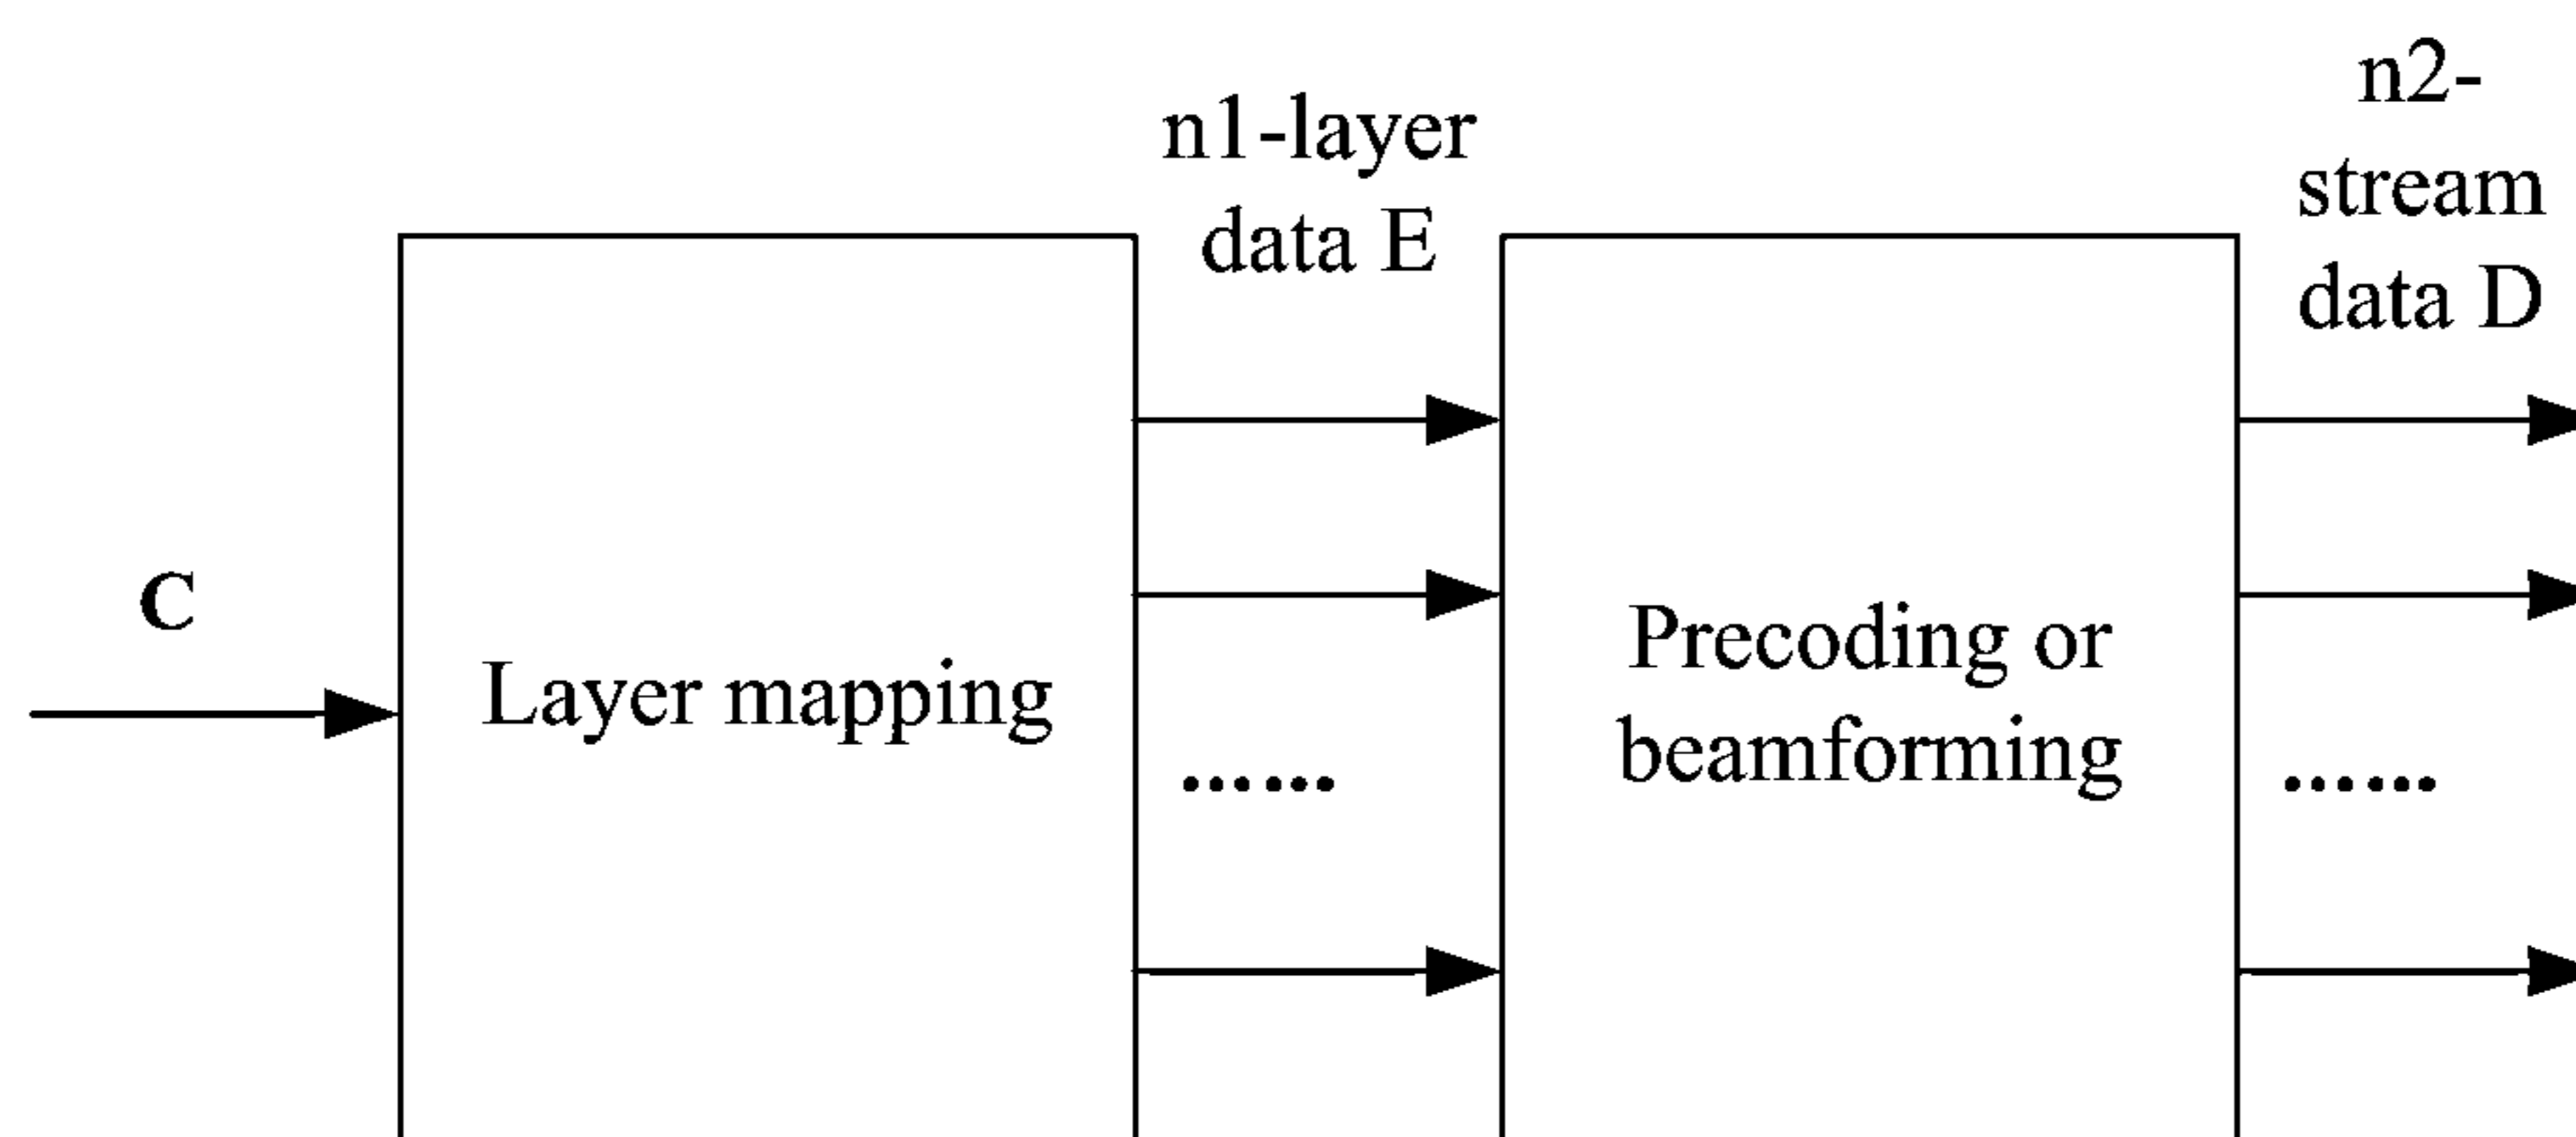 C
Layer mapping
n1-layer
data E
......
Precoding or
beamforming
n2-
stream
data D
......